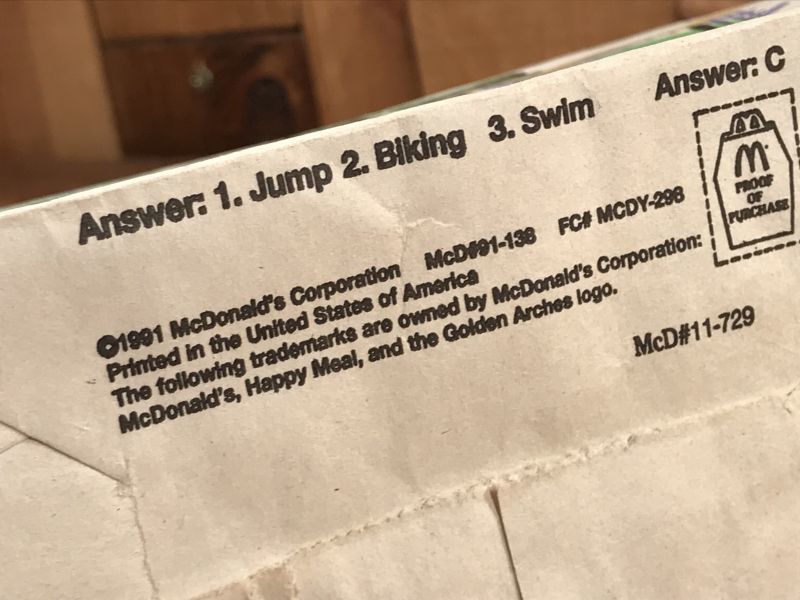 Answer: 1. Jump 2. Biking 3. Swim
Answer: C
©1991 McDonald's Corporation McD#91-138 FC# MCDY-298
Printed in the United States of America
The following trademarks are owned by McDonald's Corporation:
McDonald's, Happy Meal, and the Golden Arches logo.
M
PROOF
OF
PURCHASE
McD#11-729